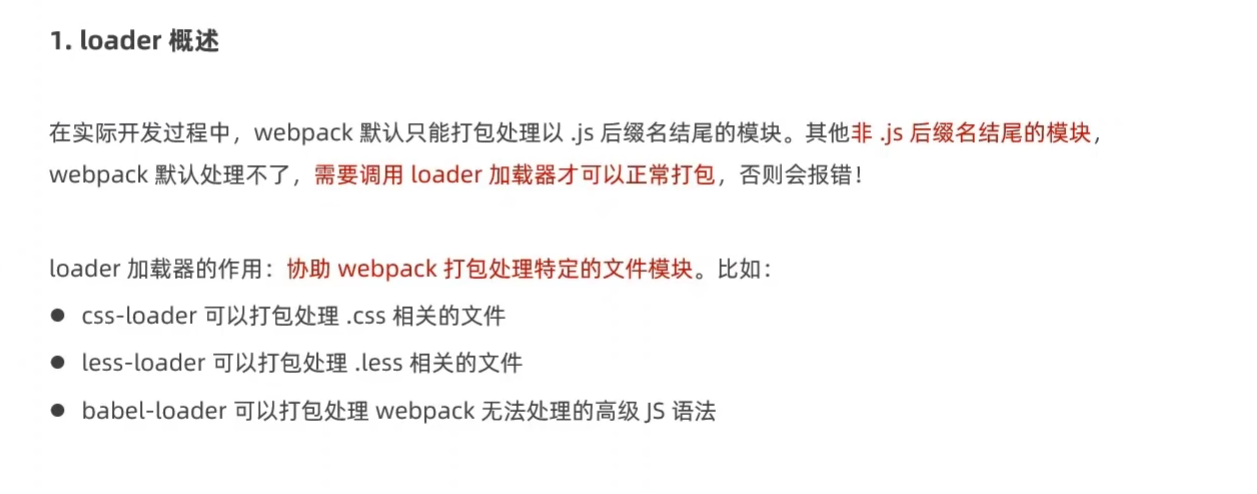 1. loader 概述
在实际开发过程中，webpack 默认只能打包处理以 .js 后缀名结尾的模块。其他非 .js 后缀名结尾的模块，
webpack 默认处理不了，需要调用 loader 加载器才可以正常打包，否则会报错！
loader 加载器的作用：协助 webpack 打包处理特定的文件模块。比如：
● css-loader 可以打包处理 .css 相关的文件
● less-loader 可以打包处理 .less 相关的文件
● babel-loader 可以打包处理 webpack 无法处理的高级 JS 语法